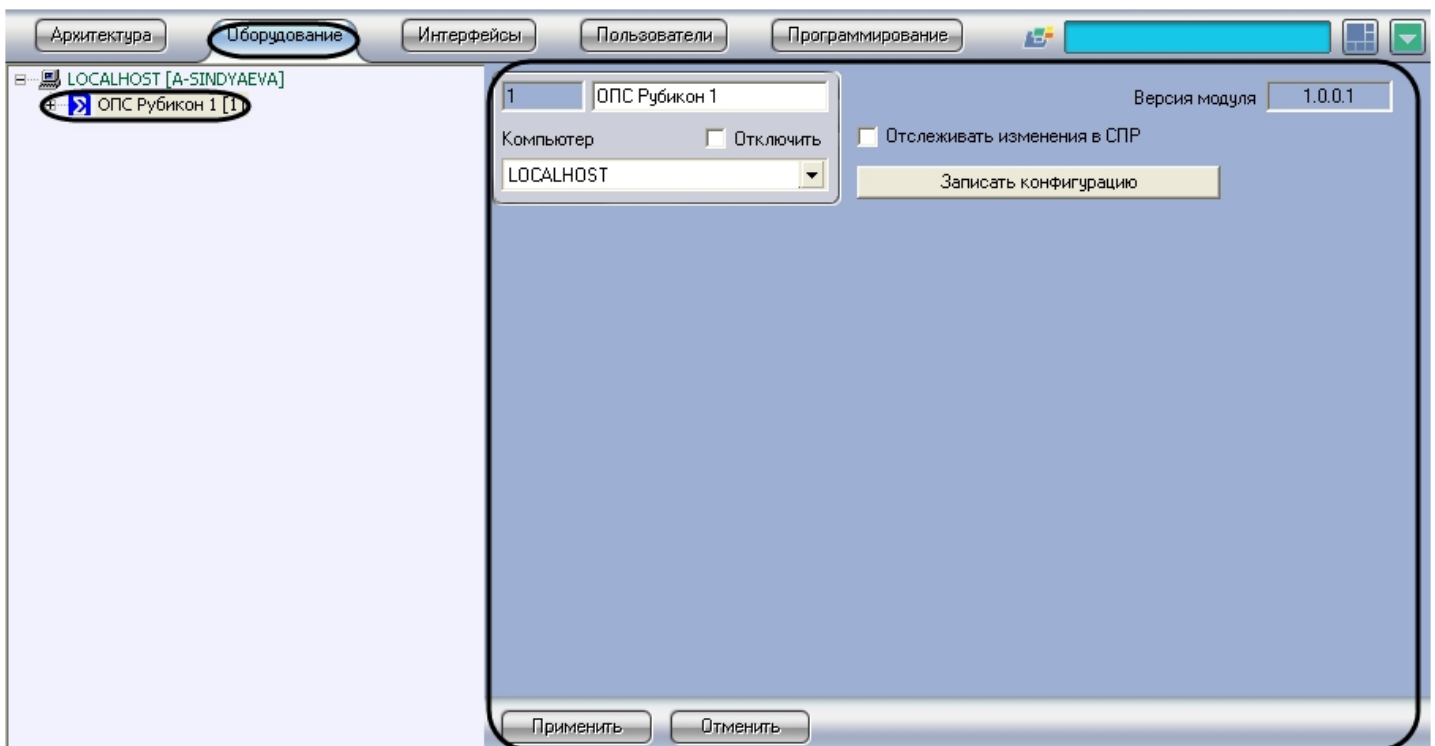 Архитектура Оборудование Интерфейсы Пользователи Программирование
LOCALHOST [A-SINDYAEVA]
ОПС Рубикон 1 [1]
1 ОПС Рубикон 1 Версия модуля 1.0.0.1
Компьютер Отключить Отслеживать изменения в СПР
LOCALHOST Записать конфигурацию
Применить Отменить